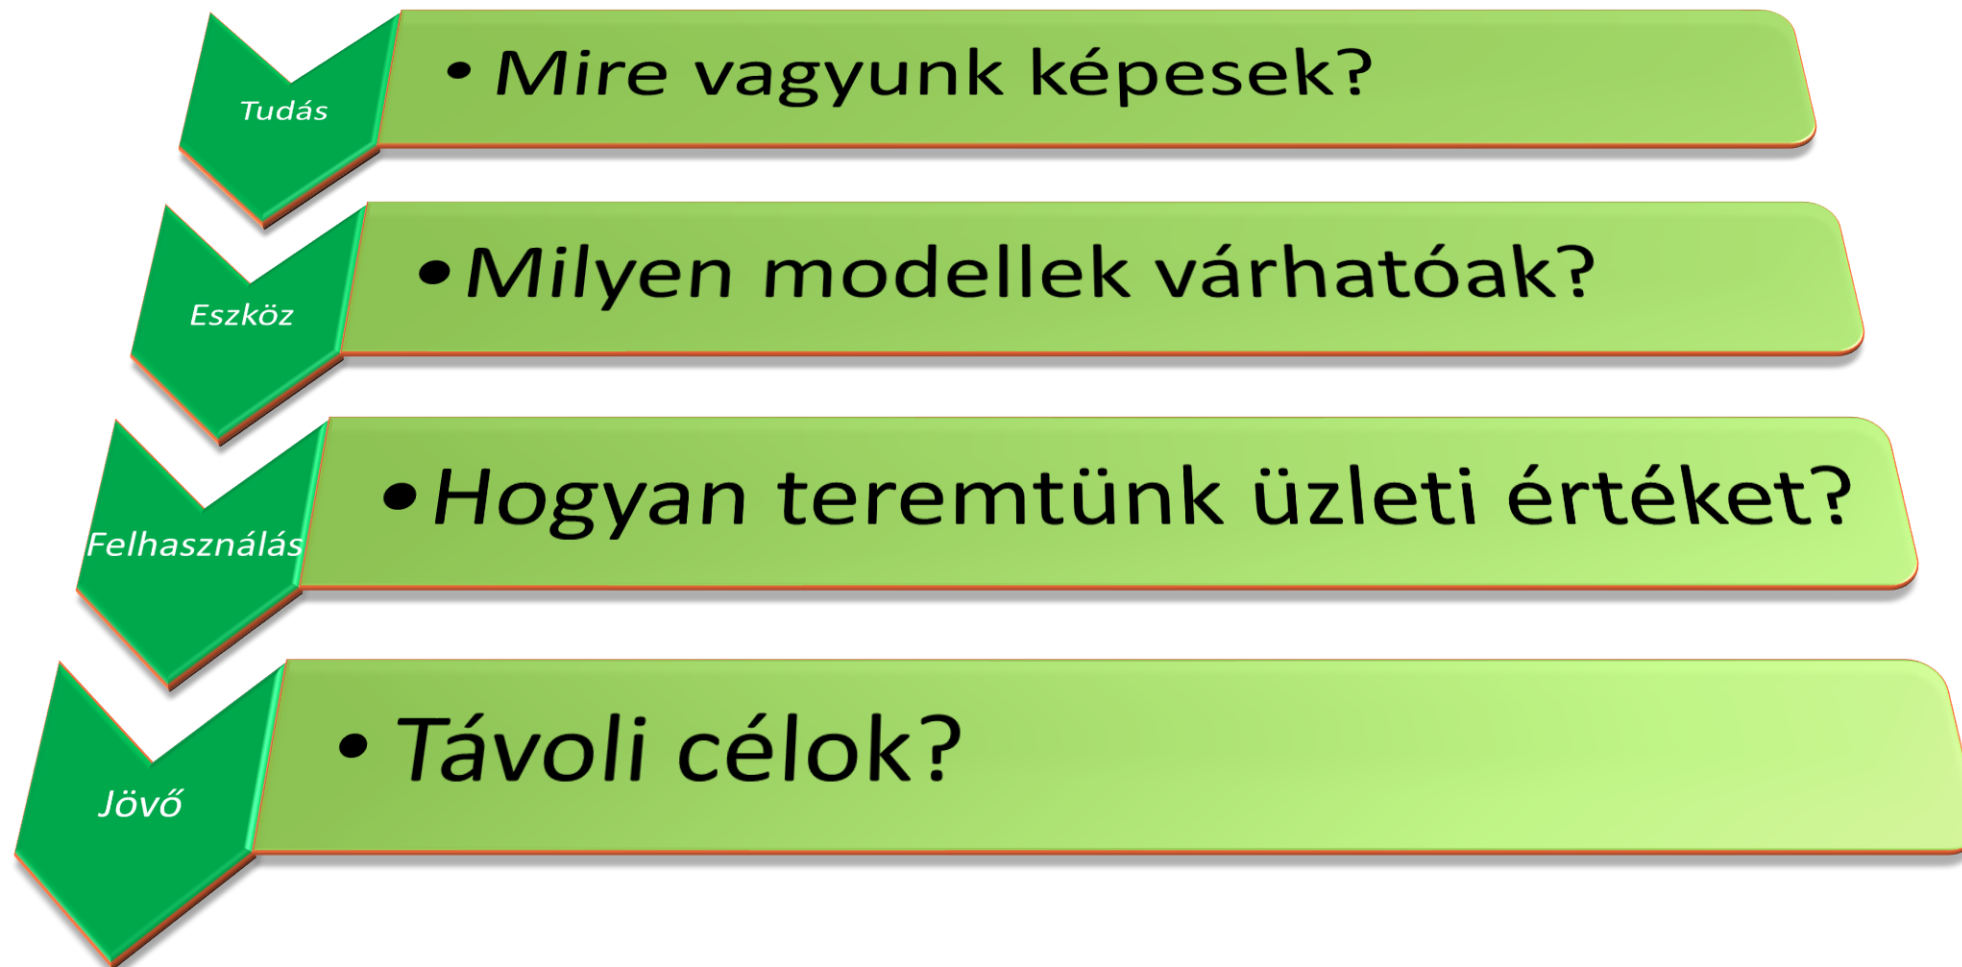 Tudás
• Mire vagyunk képesek?
Eszköz
• Milyen modellek várhatóak?
Felhasználás
• Hogyan teremtünk üzleti értéket?
Jövő
• Távoli célok?